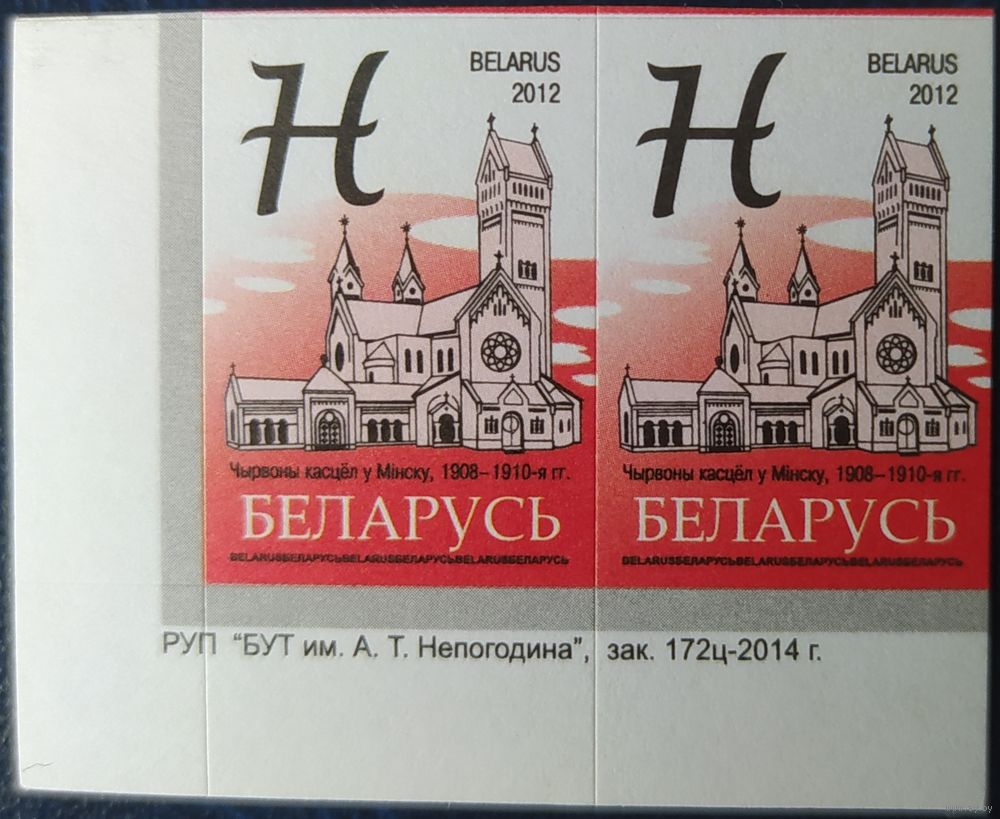 H
BELARUS
2012
Чырвоны касцёл у Мінску, 1908–1910-я гг.
БЕЛАРУСЬ
BELARUSБЕЛАРУСЬBELARUSБЕЛАРУСЬBELARUSБЕЛАРУСЬ
H
BELARUS
2012
Чырвоны касцёл у Мінску, 1908–1910-я гг.
БЕЛАРУСЬ
BELARUSБЕЛАРУСЬBELARUSБЕЛАРУСЬBELARUSБЕЛАРУСЬ
РУП "БУТ им. А. Т. Непогодина", зак. 172ц-2014 г.